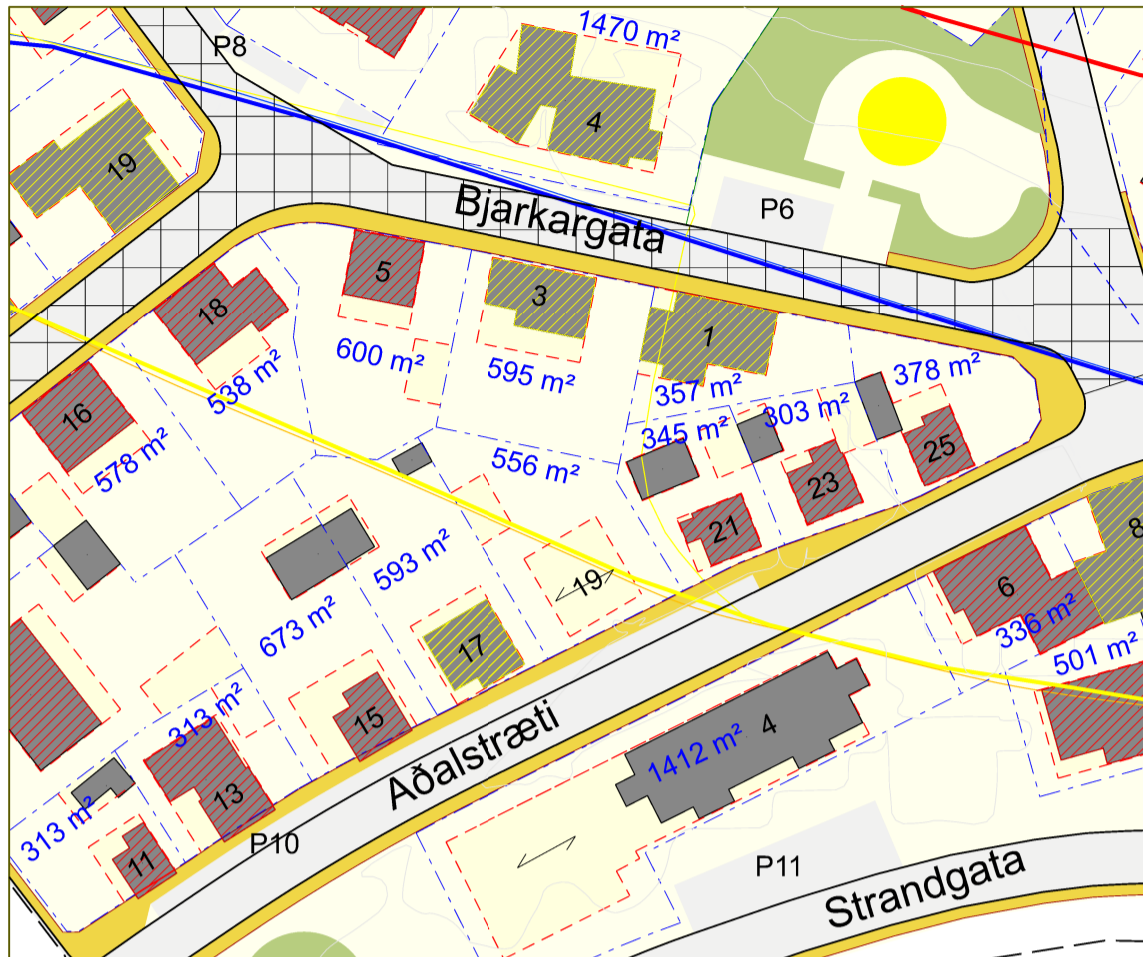 1470 m²
P8
4
19
P6
Bjarkargata
5
3
18
1
600 m²
595 m²
357 m²
378 m²
538 m²
303 m²
345 m²
16
25
578 m²
556 m²
23
21
8
593 m²
19
6
673 m²
17
336 m²
501 m²
313 m²
15
4
1412 m²
Aðalstræti
13
313 m²
P10
11
P11
Strandgata